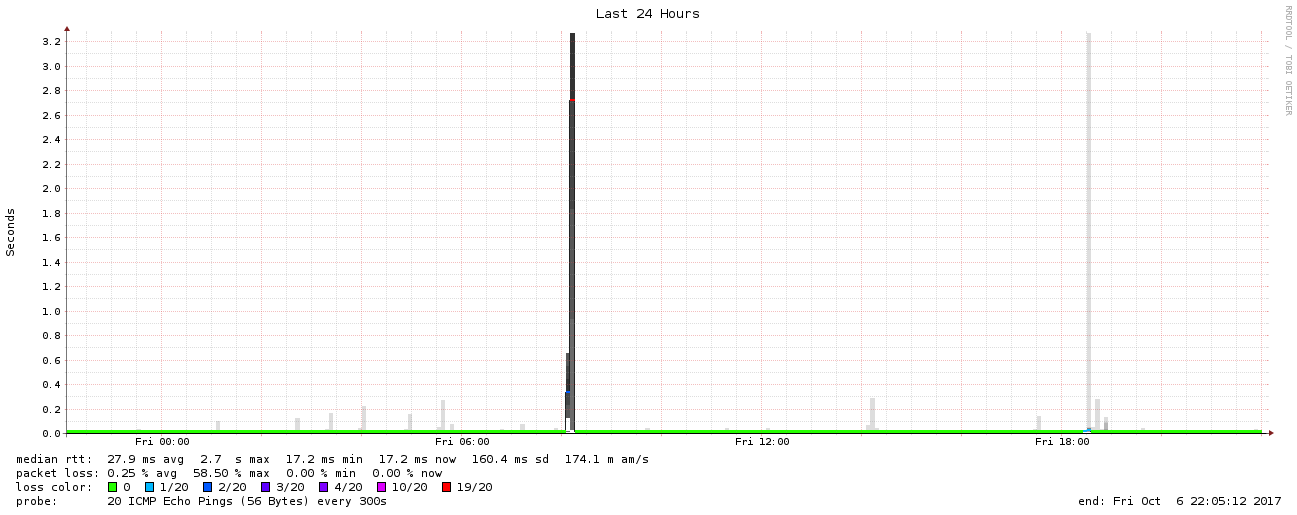 Last 24 Hours
RRDTOOL / TOBI OETIKER
Seconds
3.2
3.0
2.8
2.6
2.4
2.2
2.0
1.8
1.6
1.4
1.2
1.0
0.8
0.6
0.4
0.2
0.0
Fri 00:00 Fri 06:00 Fri 12:00 Fri 18:00
median rtt: 27.9 ms avg 2.7 s max 17.2 ms min 17.2 ms now 160.4 ms sd 174.1 m am/s
packet loss: 0.25 % avg 58.50 % max 0.00 % min 0.00 % now
loss color: 0 1/20 2/20 3/20 4/20 10/20 19/20
probe: 20 ICMP Echo Pings (56 Bytes) every 300s end: Fri Oct 6 22:05:12 2017